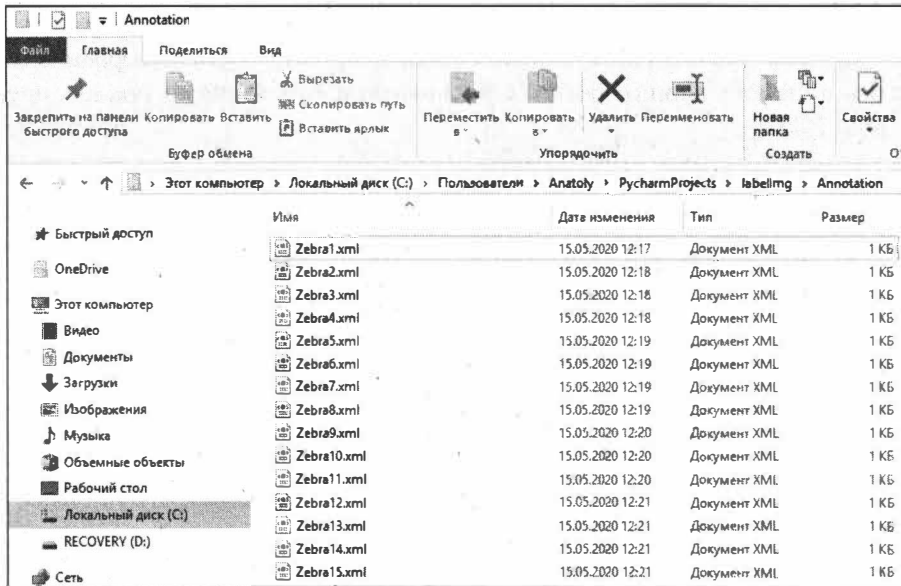 Annotation
Файл Главная Поделиться Вид
Закрепить на панели быстрого доступа
Копировать
Вставить
Вырезать
Скопировать путь
Вставить ярлык
Переместить в
Копировать в
Удалить
Переименовать
Новая папка
Свойства
Буфер обмена Упорядочить Создать О
› Этот компьютер › Локальный диск (C:) › Пользователи › Anatoly › PycharmProjects › labelImg › Annotation
Быстрый доступ
OneDrive
Этот компьютер
Видео
Документы
Загрузки
Изображения
Музыка
Объемные объекты
Рабочий стол
Локальный диск (C:)
RECOVERY (D:)
Сеть
Имя Дата изменения Тип Размер
Zebra1.xml 15.05.2020 12:17 Документ XML 1 КБ
Zebra2.xml 15.05.2020 12:18 Документ XML 1 КБ
Zebra3.xml 15.05.2020 12:18 Документ XML 1 КБ
Zebra4.xml 15.05.2020 12:18 Документ XML 1 КБ
Zebra5.xml 15.05.2020 12:19 Документ XML 1 КБ
Zebra6.xml 15.05.2020 12:19 Документ XML 1 КБ
Zebra7.xml 15.05.2020 12:19 Документ XML 1 КБ
Zebra8.xml 15.05.2020 12:19 Документ XML 1 КБ
Zebra9.xml 15.05.2020 12:20 Документ XML 1 КБ
Zebra10.xml 15.05.2020 12:20 Документ XML 1 КБ
Zebra11.xml 15.05.2020 12:20 Документ XML 1 КБ
Zebra12.xml 15.05.2020 12:21 Документ XML 1 КБ
Zebra13.xml 15.05.2020 12:21 Документ XML 1 КБ
Zebra14.xml 15.05.2020 12:21 Документ XML 1 КБ
Zebra15.xml 15.05.2020 12:21 Документ XML 1 КБ